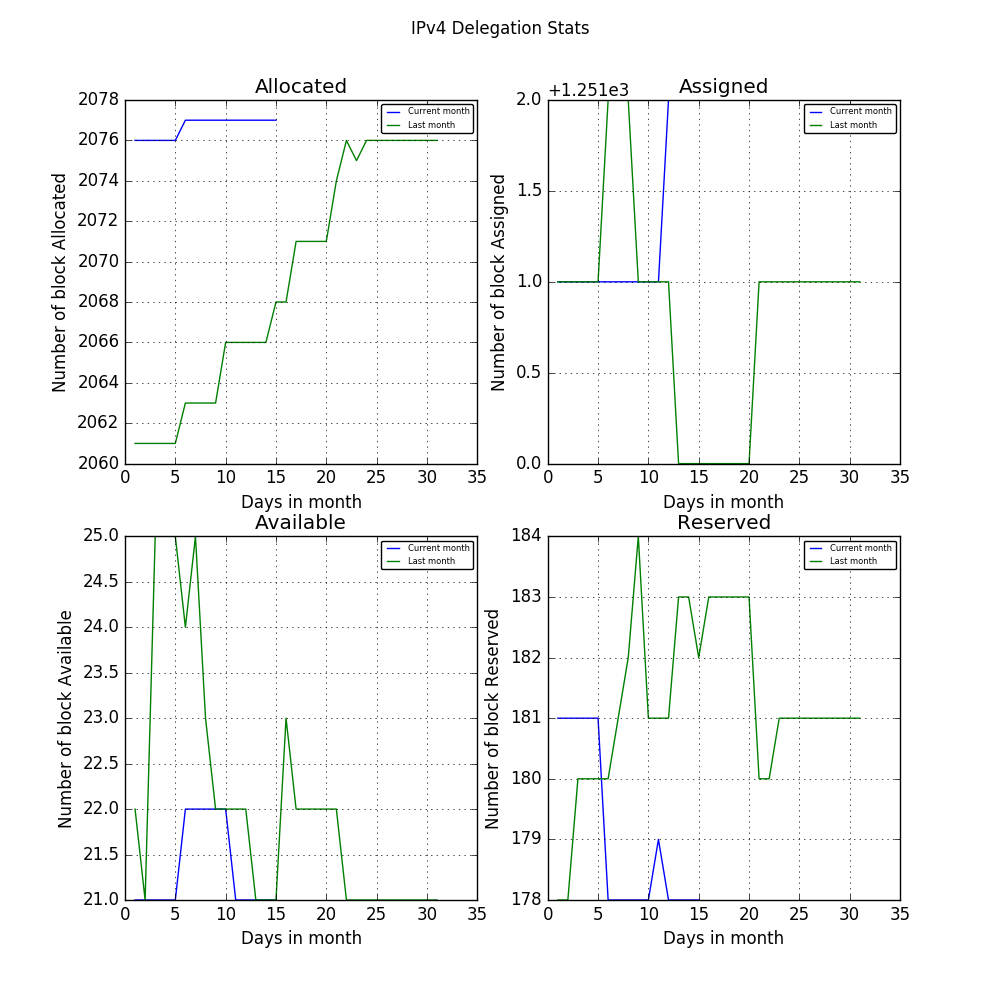 IPv4 Delegation Stats
Allocated
Number of block Allocated
2078
2076
2074
2072
2070
2068
2066
2064
2062
2060
0 5 10 15 20 25 30 35
Days in month
Current month
Last month
Assigned
+1.251e3
Number of block Assigned
2.0
1.5
1.0
0.5
0.0
0 5 10 15 20 25 30 35
Days in month
Current month
Last month
Available
Number of block Available
25.0
24.5
24.0
23.5
23.0
22.5
22.0
21.5
21.0
0 5 10 15 20 25 30 35
Days in month
Current month
Last month
Reserved
Number of block Reserved
184
183
182
181
180
179
178
0 5 10 15 20 25 30 35
Days in month
Current month
Last month